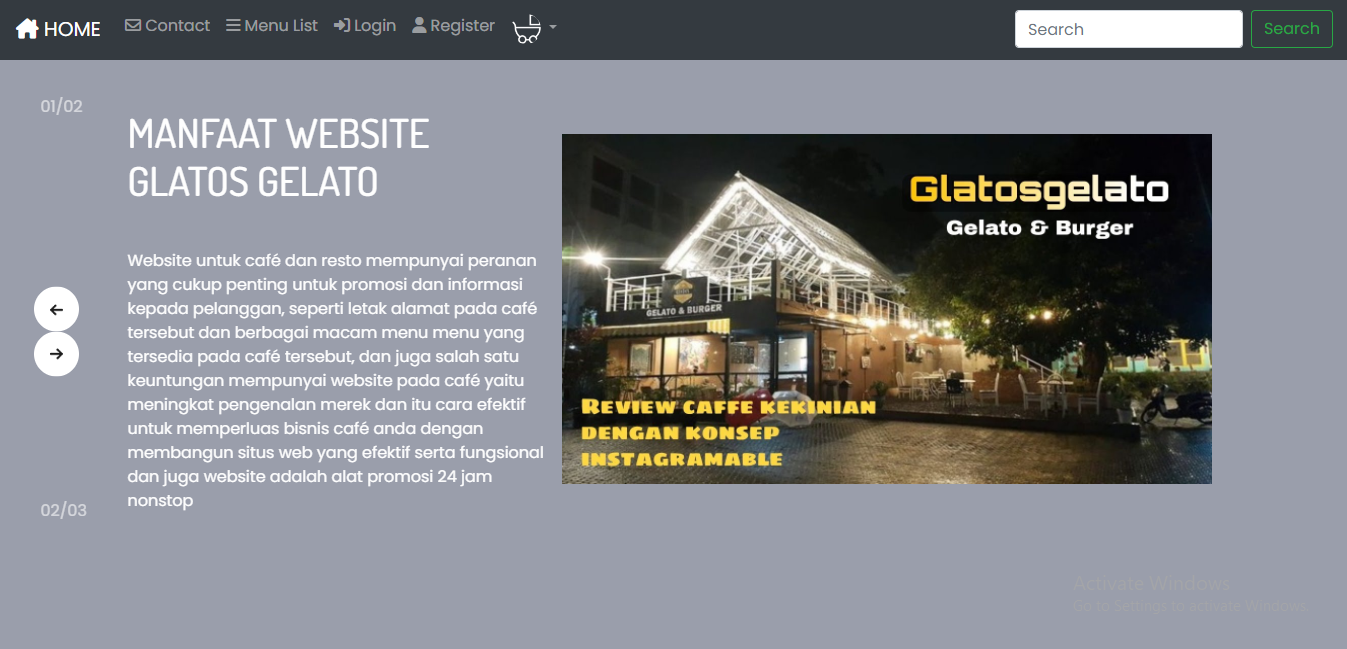 HOME Contact Menu List Login Register Search Search
01/02
MANFAAT WEBSITE
GLATOS GELATO
Website untuk café dan resto mempunyai peranan
yang cukup penting untuk promosi dan informasi
kepada pelanggan, seperti letak alamat pada café
tersebut dan berbagai macam menu menu yang
tersedia pada café tersebut, dan juga salah satu
keuntungan mempunyai website pada café yaitu
meningkat pengenalan merek dan itu cara efektif
untuk memperluas bisnis café anda dengan
membangun situs web yang efektif serta fungsional
dan juga website adalah alat promosi 24 jam
nonstop
02/03
Glatosgelato
Gelato & Burger
GELATO & BURGER
REVIEW CAFFE KEKINIAN
DENGAN KONSEP
INSTAGRAMABLE
Activate Windows
Go to Settings to activate Windows.